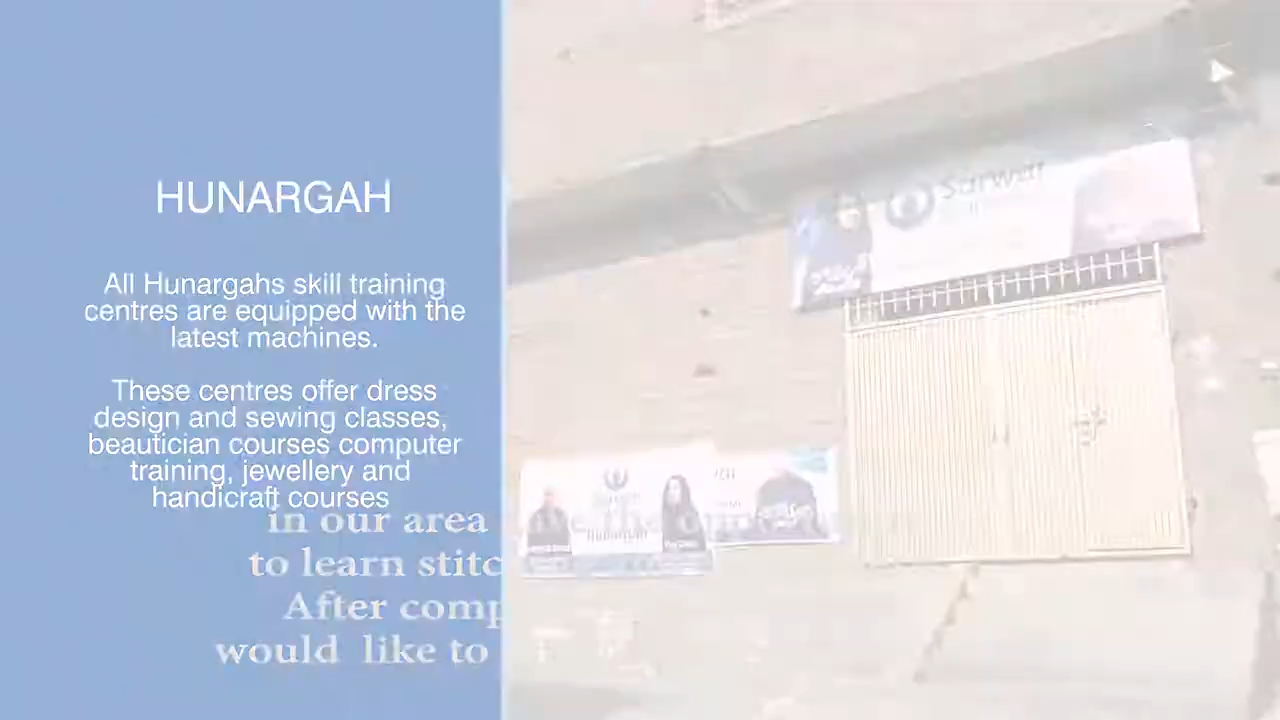 HUNARGAH
All Hunargahs skill training
centres are equipped with the
latest machines.
These centres offer dress
design and sewing classes,
beautician courses computer
training, jewellery and
handicraft courses
in our area
to learn stitc
After comp
would like to
Sarwar